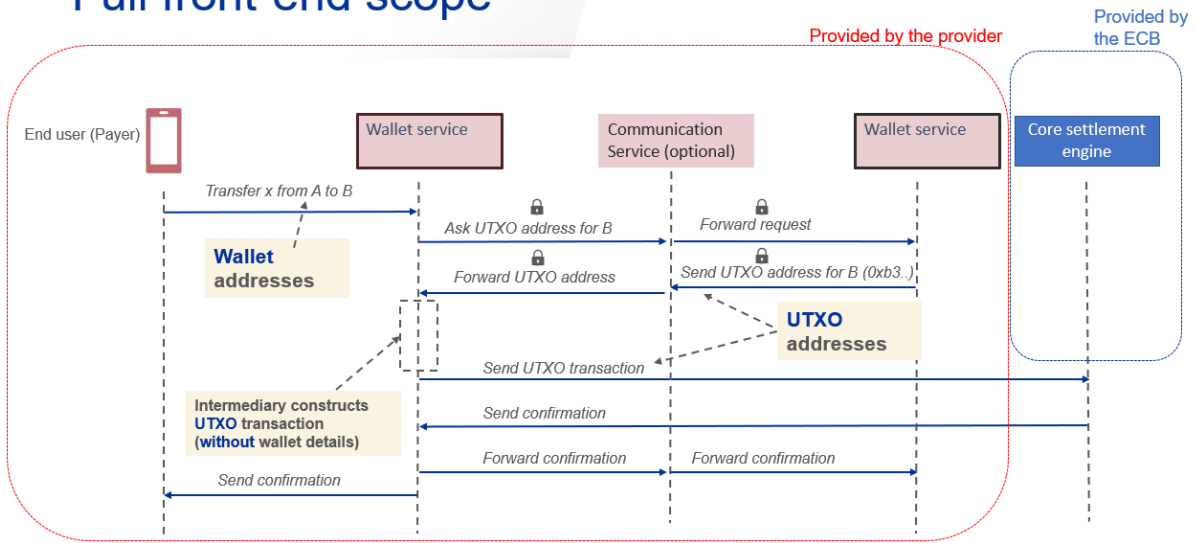 Full front-end scope
Provided by the provider
Provided by
the ECB
End user (Payer)
Wallet service
Communication
Service (optional)
Wallet service
Core settlement
engine
Transfer x from A to B
Ask UTXO address for B
Forward request
Wallet
addresses
Forward UTXO address
Send UTXO address for B (0xb3..)
UTXO
addresses
Send UTXO transaction
Intermediary constructs
UTXO transaction
(without wallet details)
Send confirmation
Forward confirmation
Forward confirmation
Send confirmation